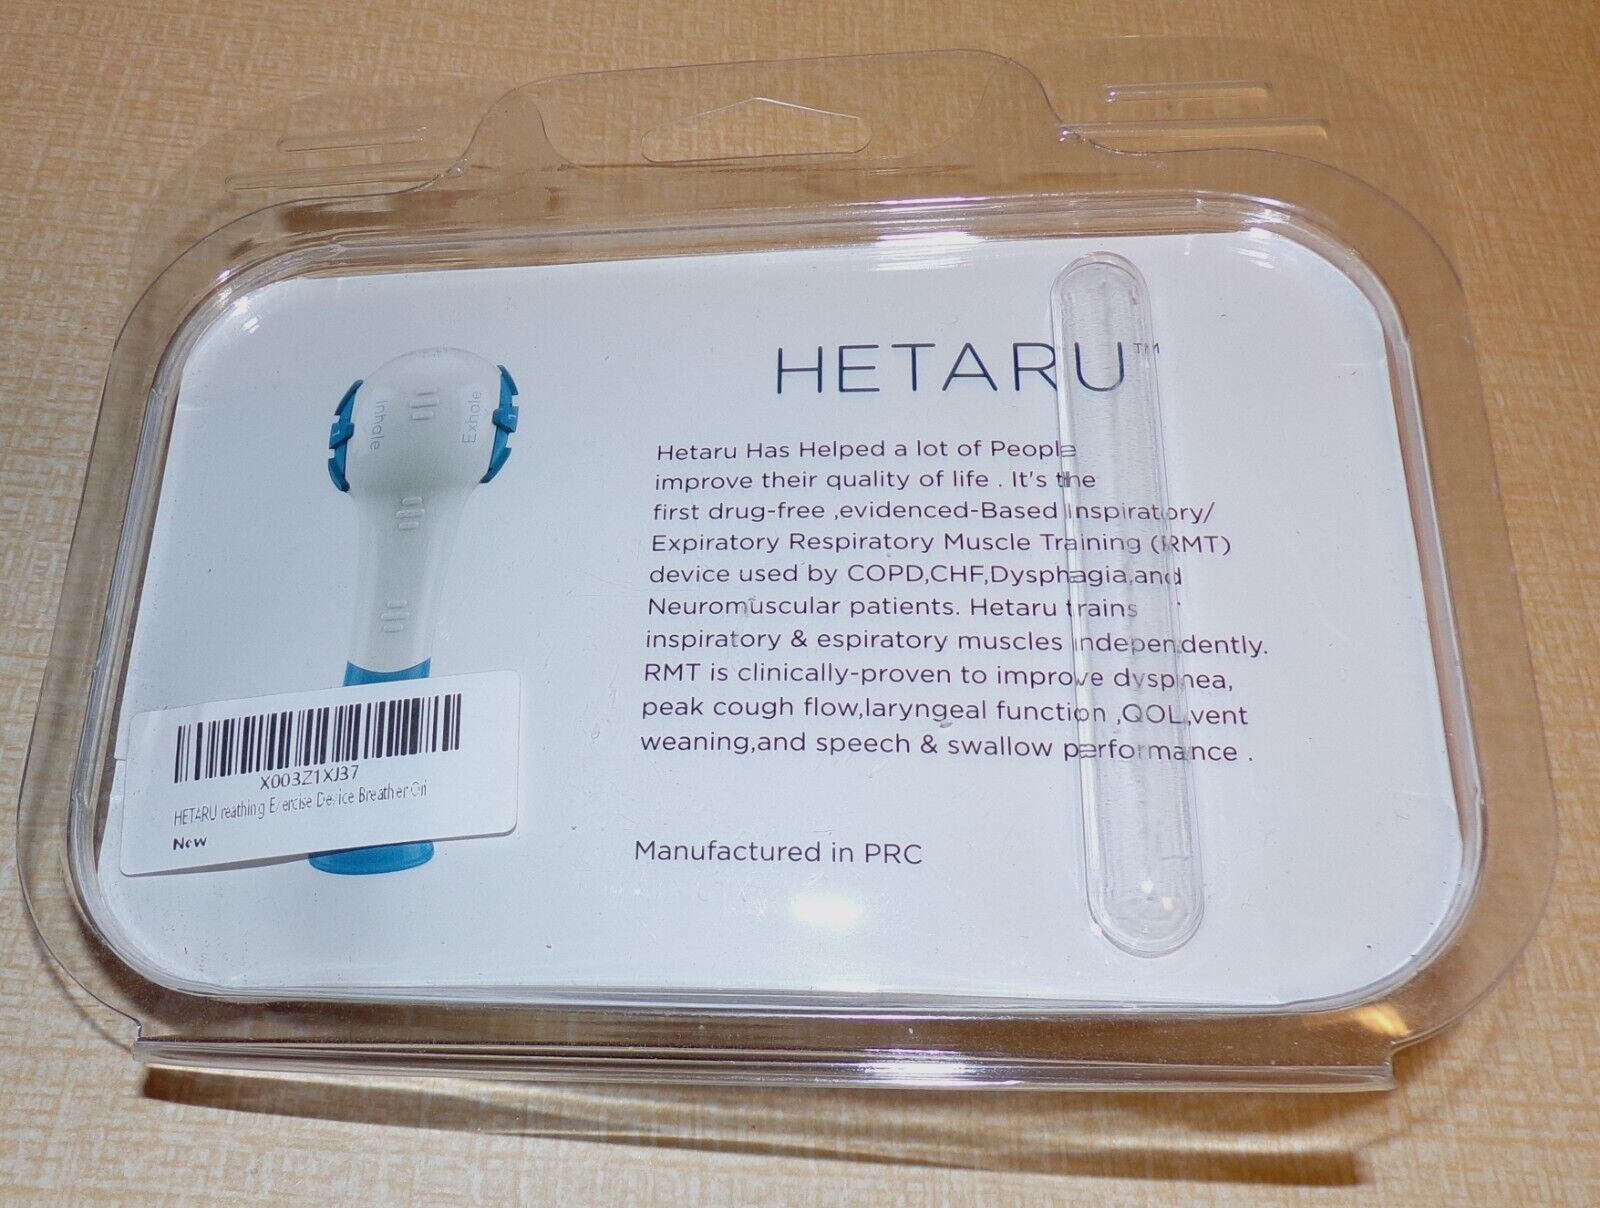 HETARU™
Hetaru Has Helped a lot of People
improve their quality of life . It's the
first drug-free ,evidenced-Based Inspiratory/
Expiratory Respiratory Muscle Training (RMT)
device used by COPD,CHF,Dysphagia,and
Neuromuscular patients. Hetaru trains
inspiratory & espiratory muscles independently.
RMT is clinically-proven to improve dyspnea,
peak cough flow,laryngeal function ,QOL,vent
weaning,and speech & swallow performance .
Manufactured in PRC
Inhale
Exhale
1
1
X003Z1XJ37
HETARU reathing Exercise Device Breather Ori
New